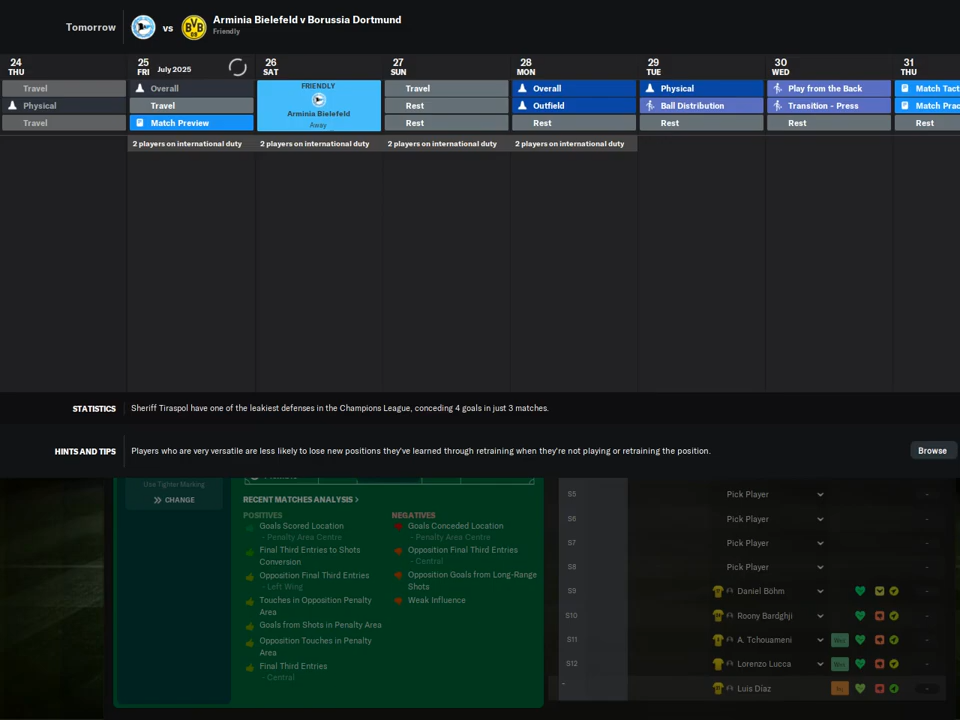 Tomorrow
vs
Arminia Bielefeld v Borussia Dortmund
Friendly
24
THU
25
FRI July 2025
26
SAT
27
SUN
28
MON
29
TUE
30
WED
31
THU
Travel
Overall
FRIENDLY
Travel
Overall
Physical
Play from the Back
Match Tact
Physical
Travel
Arminia Bielefeld
Rest
Outfield
Ball Distribution
Transition - Press
Match Prac
Travel
Match Preview
Away
Rest
Rest
Rest
Rest
Rest
2 players on international duty
2 players on international duty
2 players on international duty
2 players on international duty
STATISTICS
Sheriff Tiraspol have one of the leakiest defenses in the Champions League, conceding 4 goals in just 3 matches.
HINTS AND TIPS
Players who are very versatile are less likely to lose new positions they've learned through retraining when they're not playing or retraining the position.
Browse
Use Tighter Marking
CHANGE
RECENT MATCHES ANALYSIS >
POSITIVES
Goals Scored Location
- Penalty Area Centre
Final Third Entries to Shots
Conversion
Opposition Final Third Entries
- Left Wing
Touches in Opposition Penalty
Area
Goals from Shots in Penalty Area
Opposition Touches in Penalty
Area
Final Third Entries
- Central
NEGATIVES
Goals Conceded Location
- Penalty Area Centre
Opposition Final Third Entries
- Central
Opposition Goals from Long-Range
Shots
Weak Influence
S5
Pick Player
-
S6
Pick Player
-
S7
Pick Player
-
S8
Pick Player
-
S9
Daniel Böhm
-
S10
Roony Bardghji
-
S11
A. Tchouameni
Wnt
-
S12
Lorenzo Lucca
Wnt
-
-
Luis Díaz
-